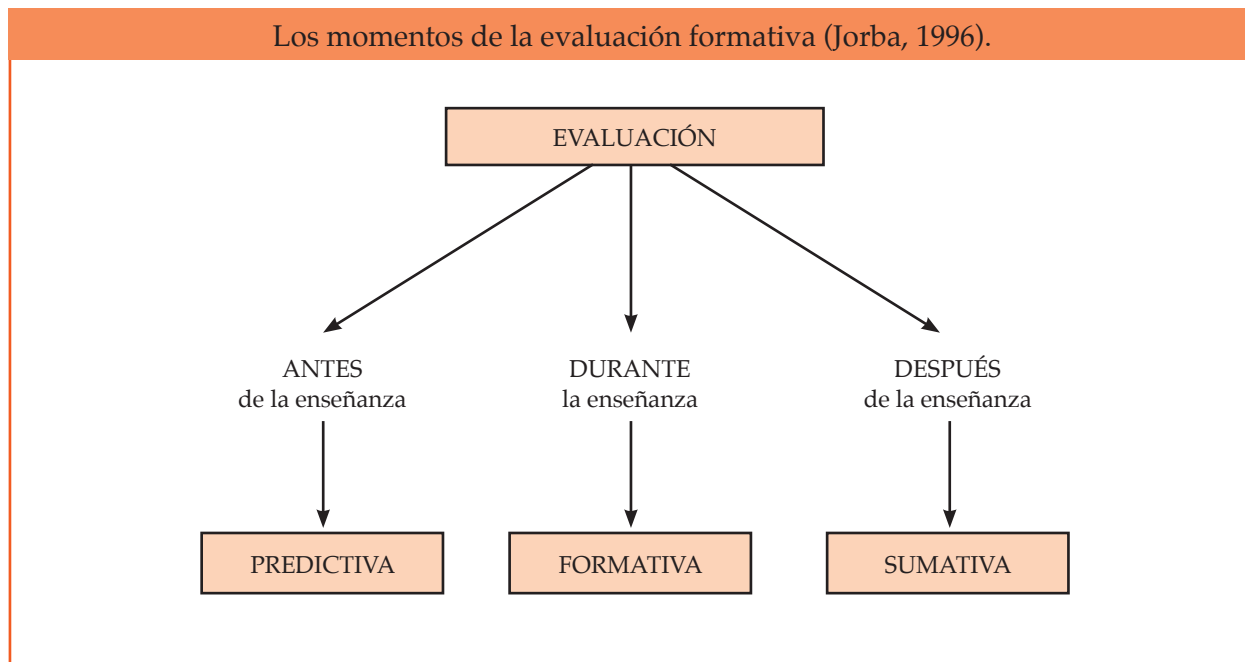 Los momentos de la evaluación formativa (Jorba, 1996).
EVALUACIÓN
ANTES
de la enseñanza
DURANTE
la enseñanza
DESPUÉS
de la enseñanza
PREDICTIVA
FORMATIVA
SUMATIVA